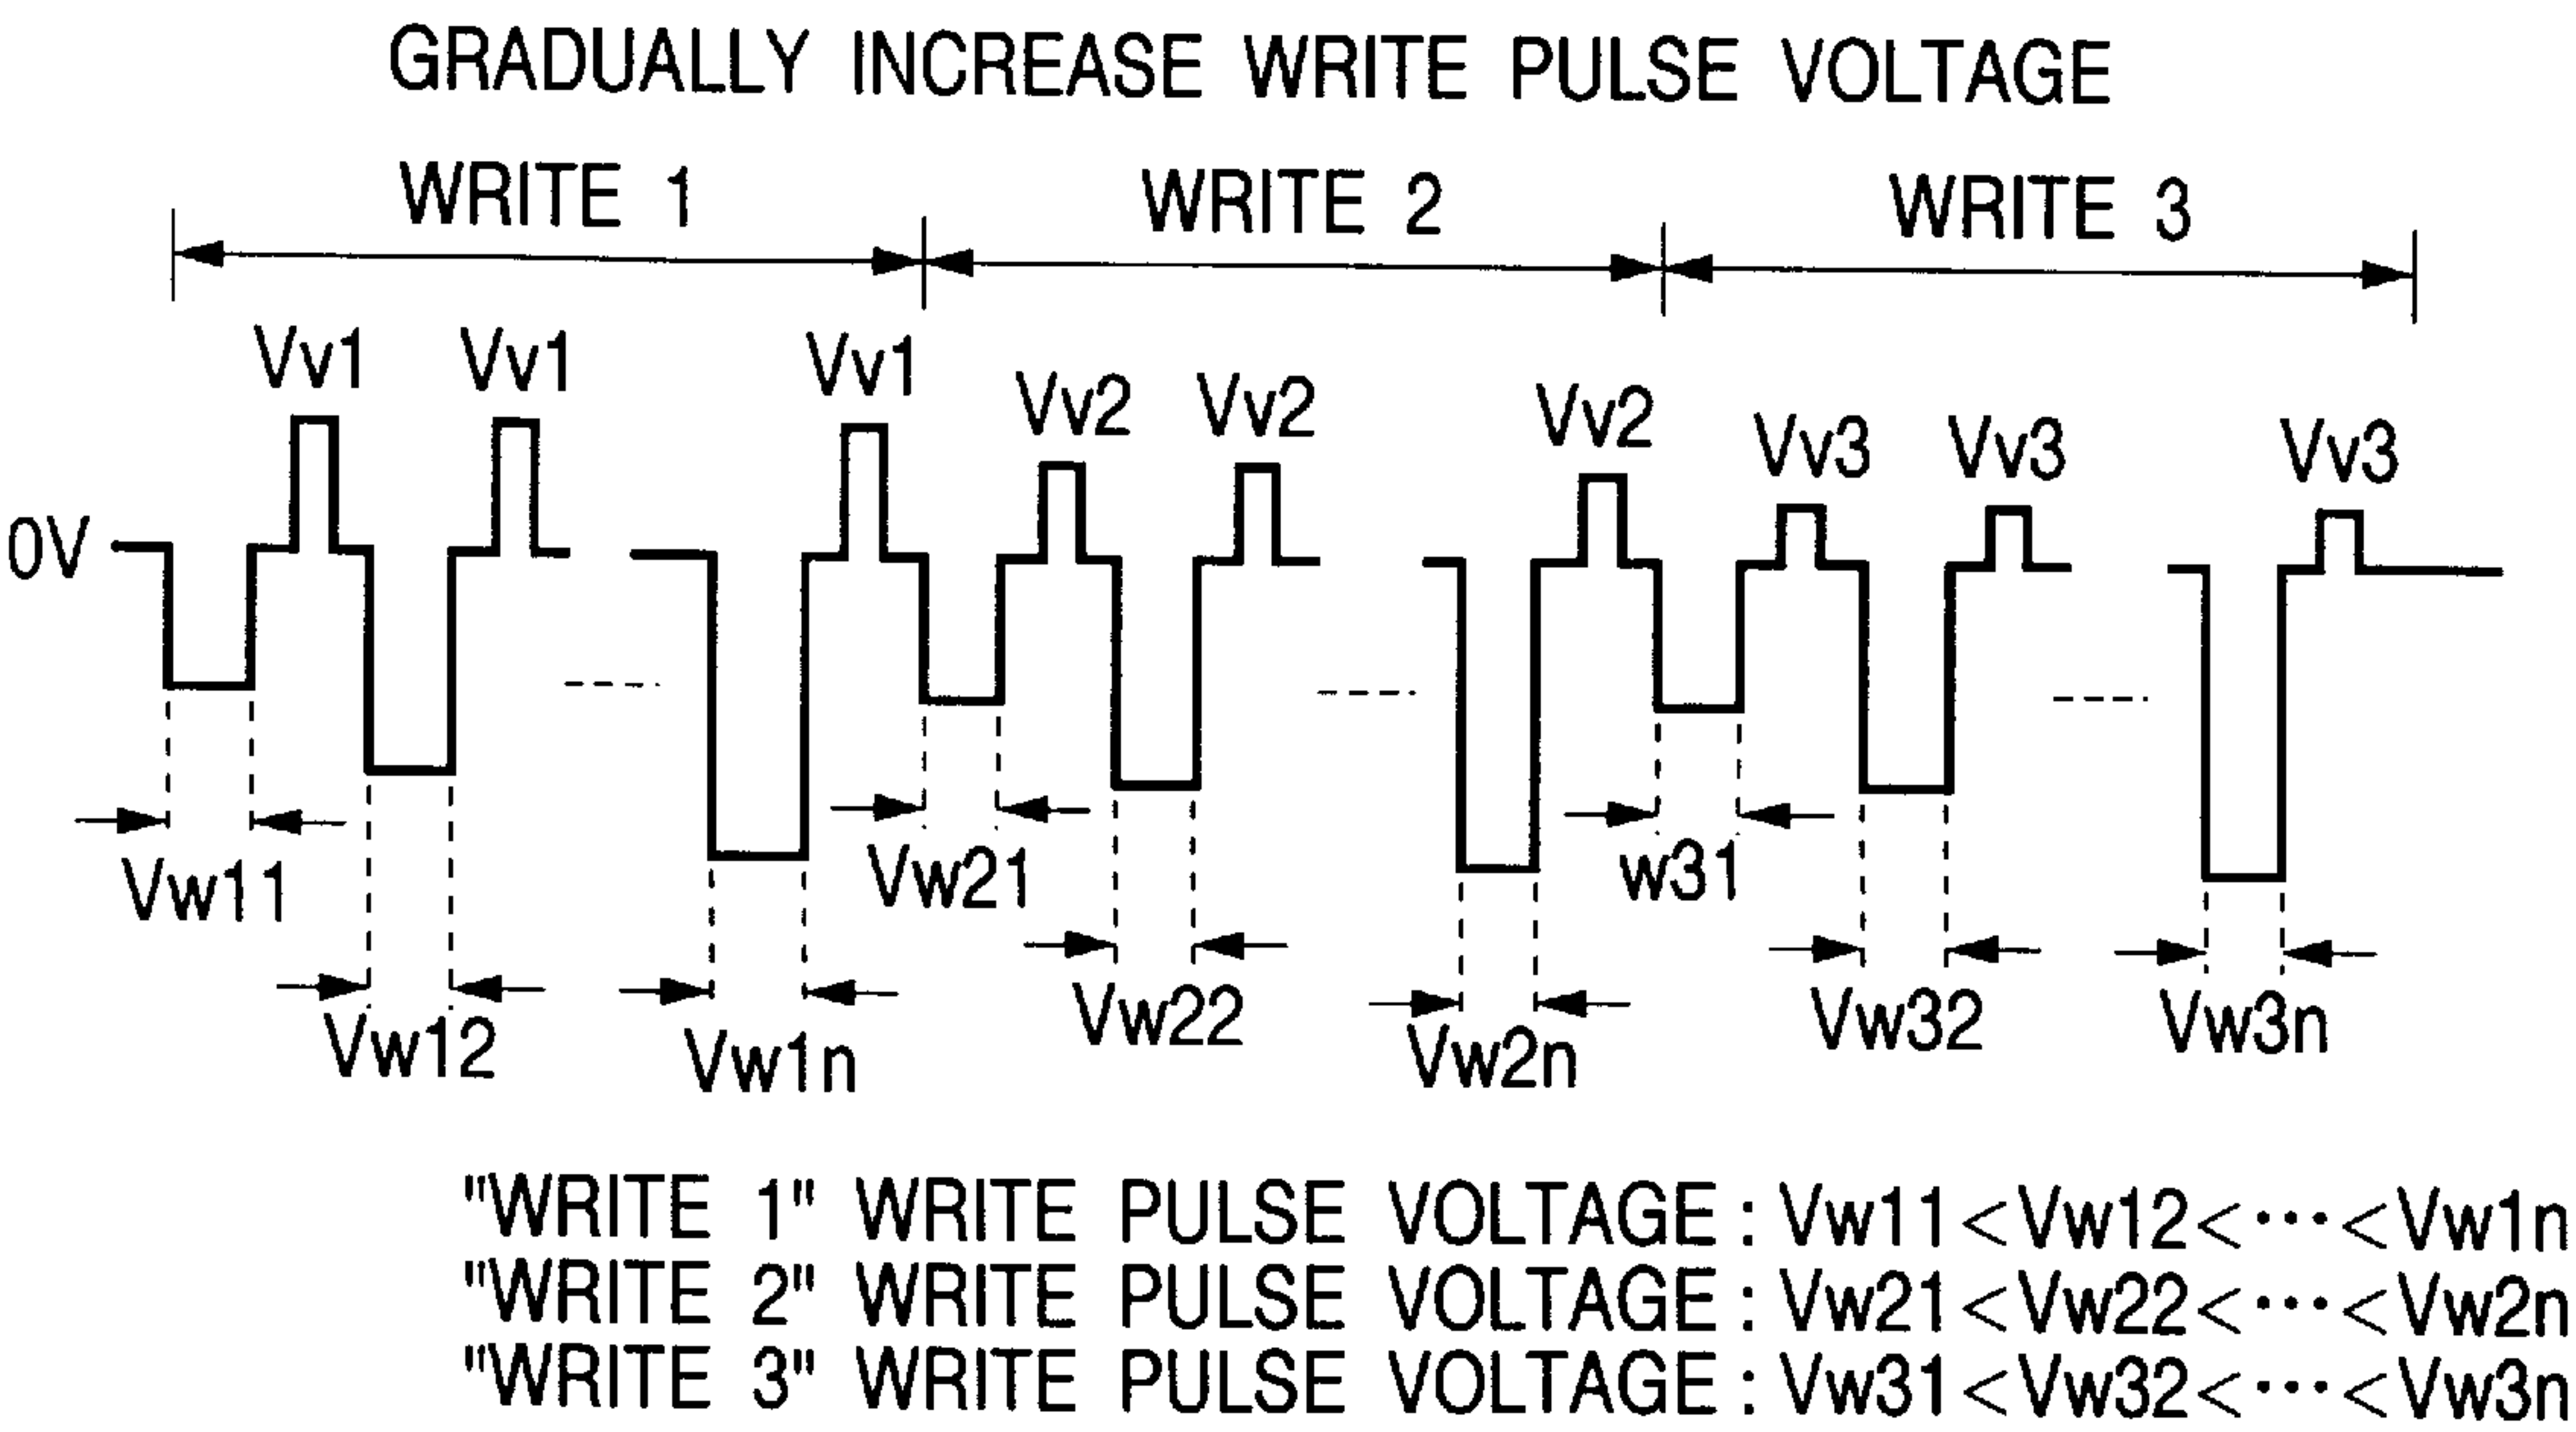 GRADUALLY INCREASE WRITE PULSE VOLTAGE
WRITE 1 WRITE 2 WRITE 3
Vv1 Vv1 Vv1 Vv2 Vv2 Vv2 Vv3 Vv3 Vv3
0V
Vw11 Vw21 w31
Vw12 Vw1n Vw22 Vw2n Vw32 Vw3n
"WRITE 1" WRITE PULSE VOLTAGE : Vw11<Vw12<···<Vw1n
"WRITE 2" WRITE PULSE VOLTAGE : Vw21<Vw22<···<Vw2n
"WRITE 3" WRITE PULSE VOLTAGE : Vw31<Vw32<···<Vw3n